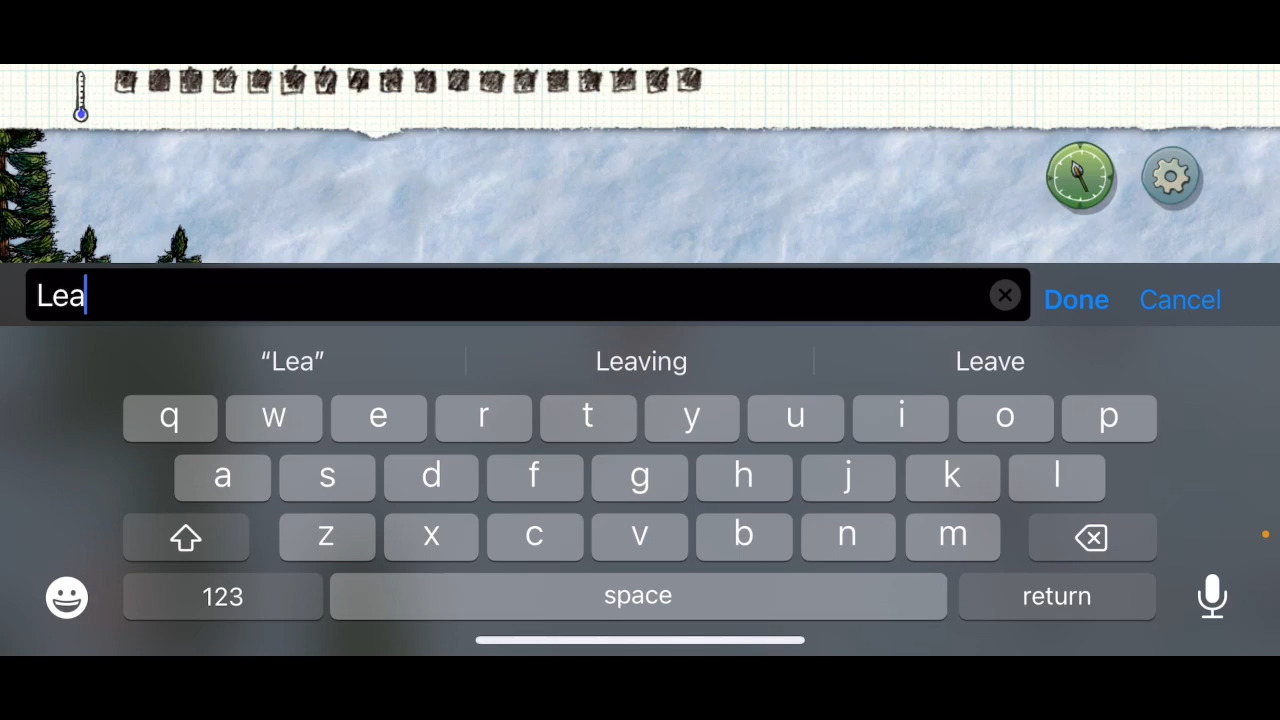 Lea
Done Cancel
“Lea” Leaving Leave
q w e r t y u i o p
a s d f g h j k l
z x c v b n m
123 space return